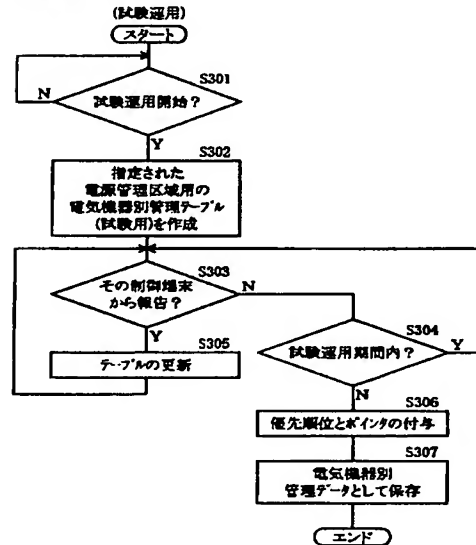 (試験運用)
スタート
S301
試験運用開始?
N
Y
S302
指定された
電源管理区域用の
電気機器別管理テーブル
(試験用)を作成
S303
その制御端末
から報告?
N
Y
S304
試験運用期間内?
Y
N
S305
テーブルの更新
S306
優先順位とポインタの付与
S307
電気機器別
管理データとして保存
エンド